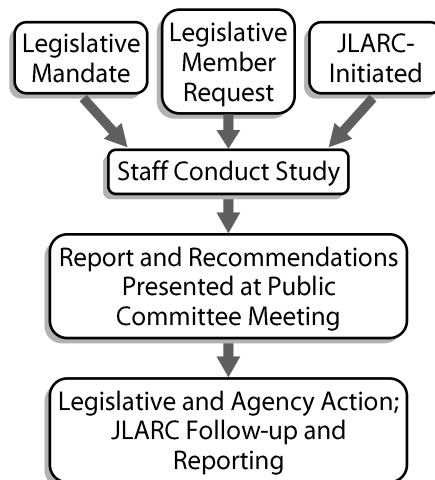 Legislative
Mandate
Legislative
Member
Request
JLARC-
Initiated
Staff Conduct Study
Report and Recommendations
Presented at Public
Committee Meeting
Legislative and Agency Action;
JLARC Follow-up and
Reporting